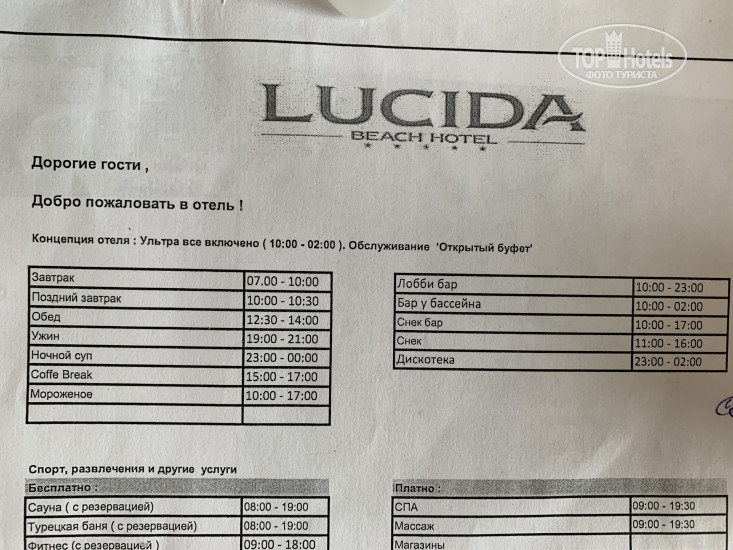 TOP Hotels
ФОТО ТУРИСТА
LUCIDA
BEACH HOTEL
Дорогие гости ,
Добро пожаловать в отель !
Концепция отеля : Ультра все включено ( 10:00 - 02:00 ). Обслуживание 'Открытый буфет'
Завтрак 07.00 - 10:00
Поздний завтрак 10:00 - 10:30
Обед 12:30 - 14:00
Ужин 19:00 - 21:00
Ночной суп 23:00 - 00:00
Coffe Break 15:00 - 17:00
Мороженое 10:00 - 17:00
Лобби бар 10:00 - 23:00
Бар у бассейна 10:00 - 02:00
Снек бар 10:00 - 17:00
Снек 11:00 - 16:00
Дискотека 23:00 - 02:00
Спорт, развлечения и другие услуги
Бесплатно :
Сауна ( с резервацией) 08:00 - 19:00
Турецкая баня ( с резервацией) 08:00 - 19:00
Фитнес (с резервацией ) 09:00 - 18:00
Платно :
СПА 09:00 - 19:30
Массаж 09:00 - 19:30
Магазины